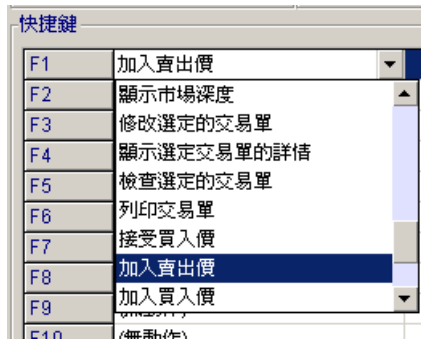 快捷鍵
F1 加入賣出價
F2 顯示市場深度
F3 修改選定的交易單
F4 顯示選定交易單的詳情
F5 檢查選定的交易單
F6 列印交易單
F7 接受買入價
F8 加入賣出價
F9 加入買入價
F10 (無動作)